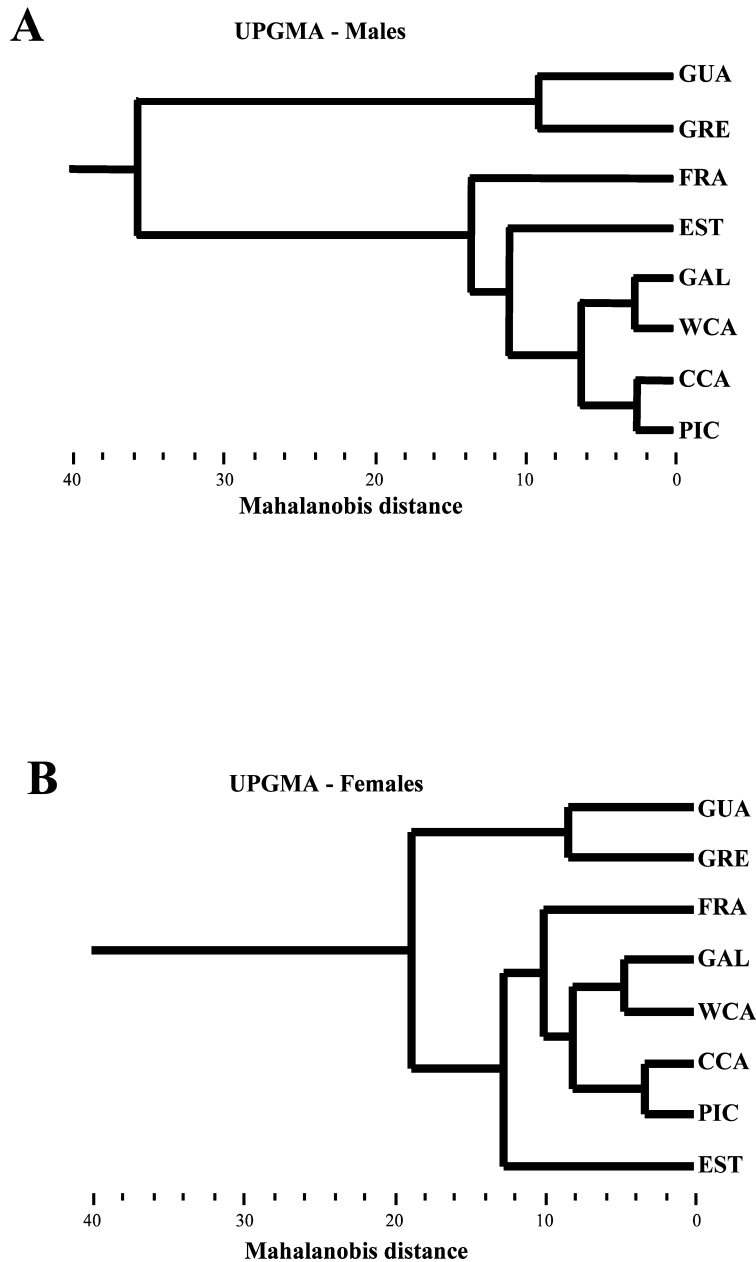 A
UPGMA - Males
GUA
GRE
FRA
EST
GAL
WCA
CCA
PIC
40 30 20 10 0
Mahalanobis distance
B
UPGMA - Females
GUA
GRE
FRA
GAL
WCA
CCA
PIC
EST
40 30 20 10 0
Mahalanobis distance